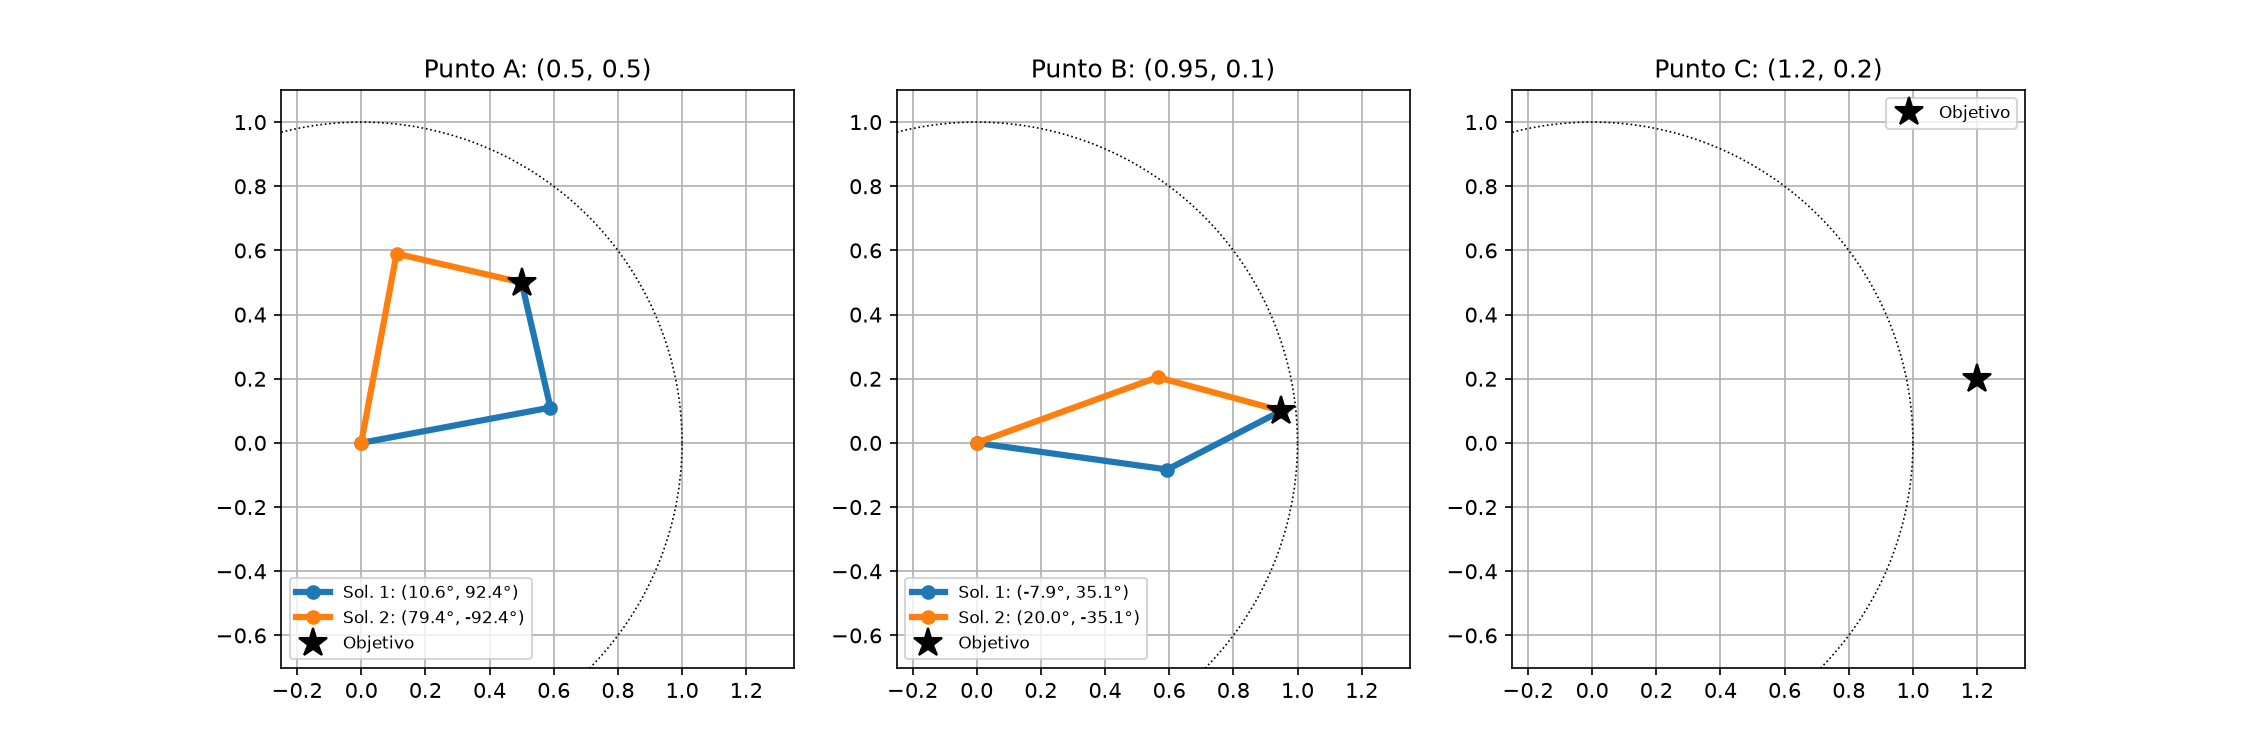 Punto A: (0.5, 0.5)
1.0
0.8
0.6
0.4
0.2
0.0
−0.2
−0.4
−0.6
−0.2 0.0 0.2 0.4 0.6 0.8 1.0 1.2
Sol. 1: (10.6°, 92.4°)
Sol. 2: (79.4°, -92.4°)
Objetivo
Punto B: (0.95, 0.1)
1.0
0.8
0.6
0.4
0.2
0.0
−0.2
−0.4
−0.6
−0.2 0.0 0.2 0.4 0.6 0.8 1.0 1.2
Sol. 1: (-7.9°, 35.1°)
Sol. 2: (20.0°, -35.1°)
Objetivo
Punto C: (1.2, 0.2)
Objetivo
1.0
0.8
0.6
0.4
0.2
0.0
−0.2
−0.4
−0.6
−0.2 0.0 0.2 0.4 0.6 0.8 1.0 1.2